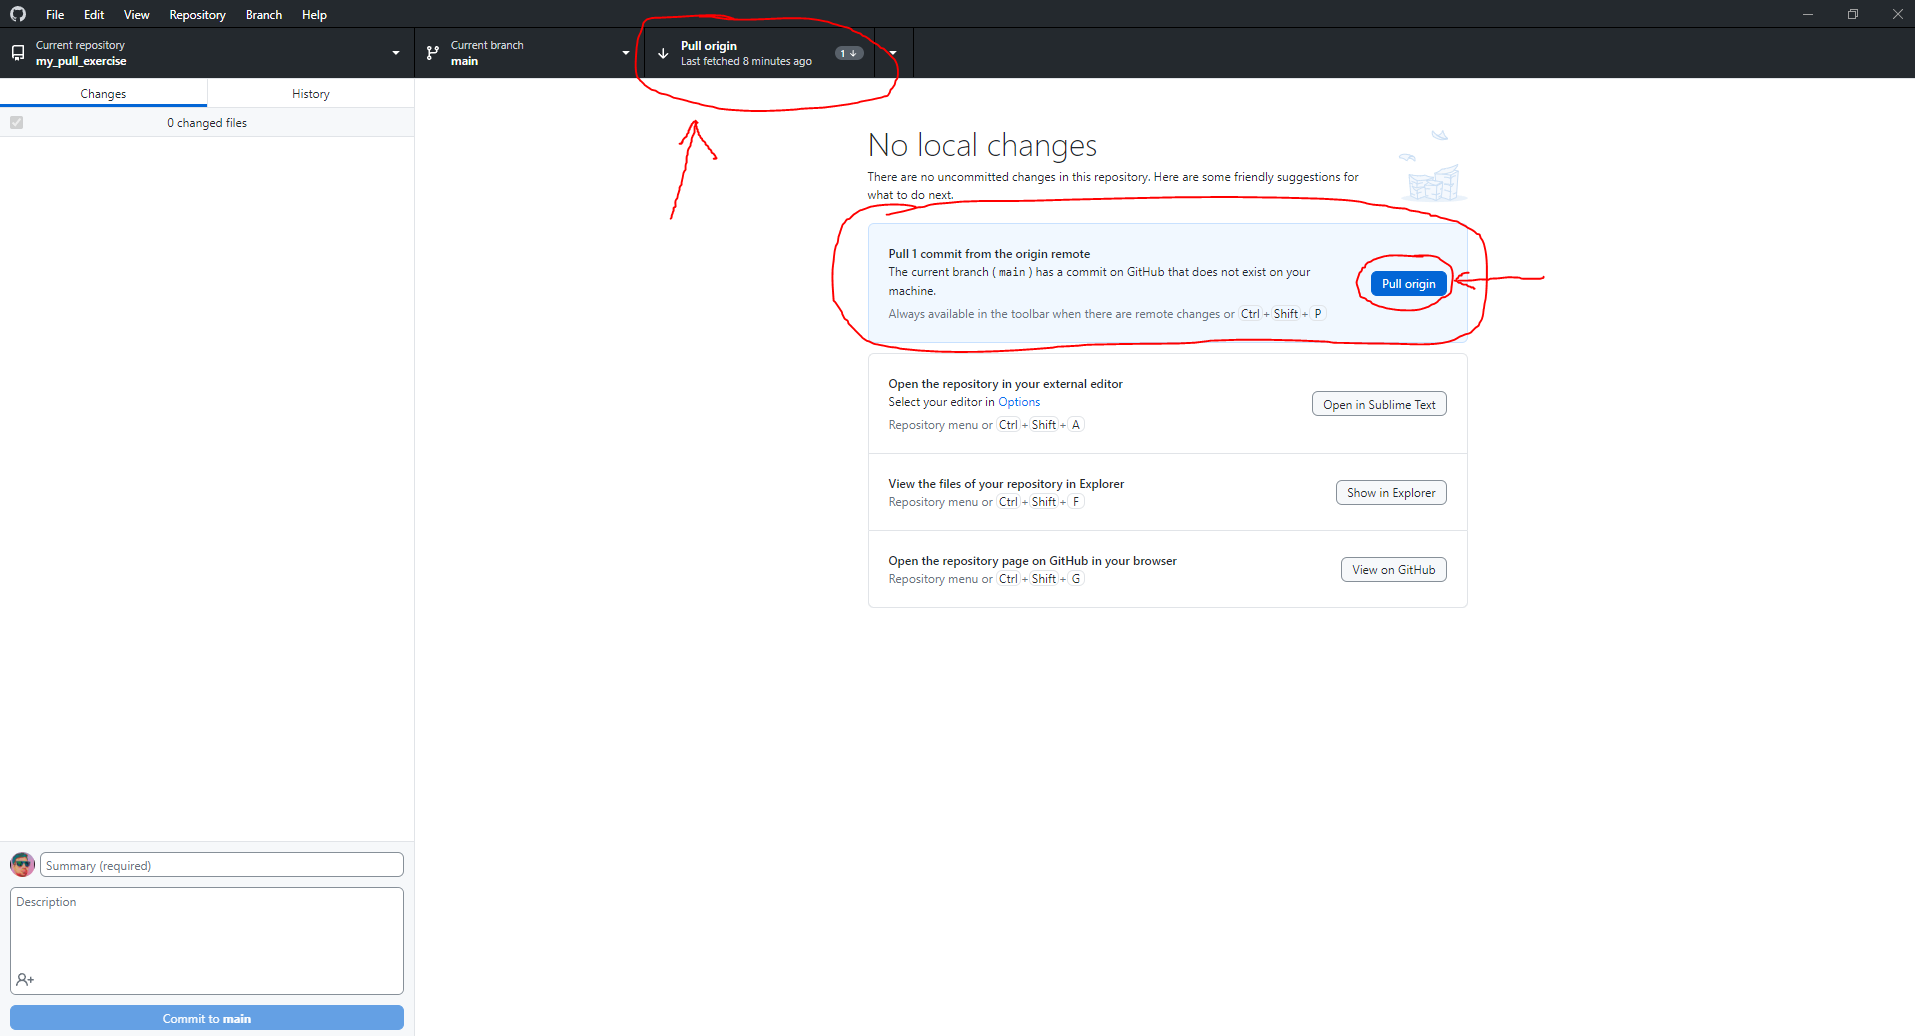 File Edit View Repository Branch Help
Current repository
my_pull_exercise
Current branch
main
Pull origin
Last fetched 8 minutes ago
1
Changes History
0 changed files
No local changes
There are no uncommitted changes in this repository. Here are some friendly suggestions for
what to do next.
Pull 1 commit from the origin remote
The current branch ( main ) has a commit on GitHub that does not exist on your
machine.
Always available in the toolbar when there are remote changes or Ctrl + Shift + P
Pull origin
Open the repository in your external editor
Select your editor in Options
Repository menu or Ctrl + Shift + A
Open in Sublime Text
View the files of your repository in Explorer
Repository menu or Ctrl + Shift + F
Show in Explorer
Open the repository page on GitHub in your browser
Repository menu or Ctrl + Shift + G
View on GitHub
Summary (required)
Description
Commit to main